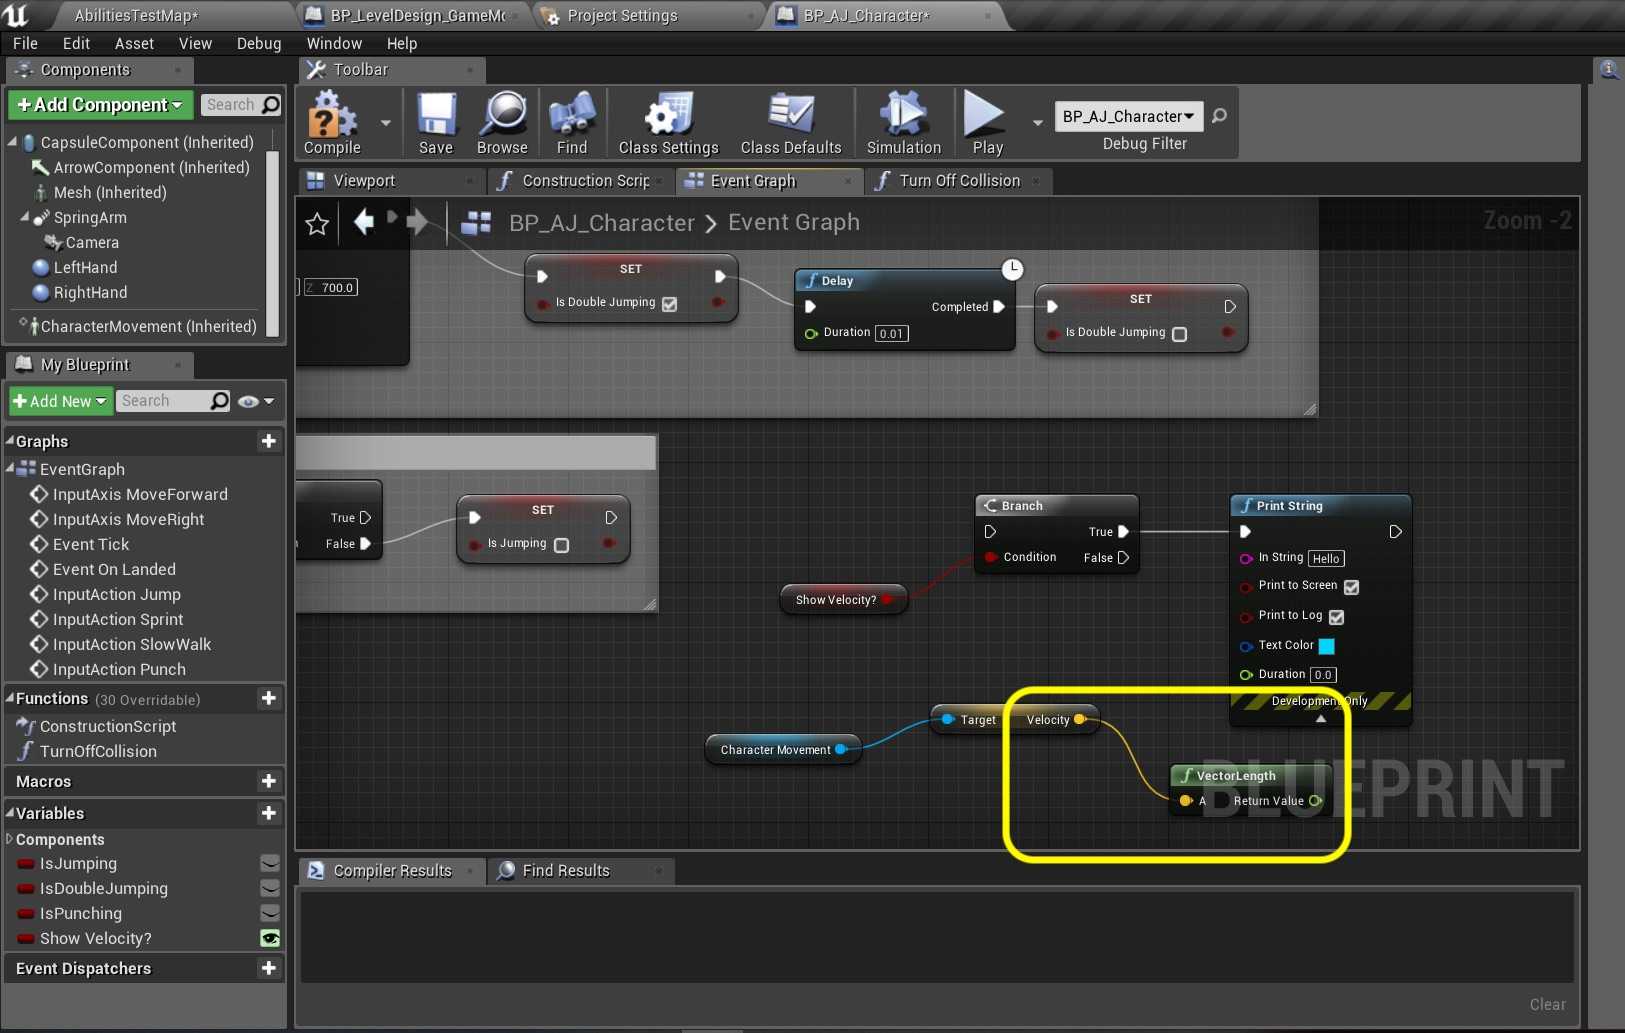 AbilitiesTestMap*
BP_LevelDesign_GameMo
Project Settings
BP_AJ_Character*
File Edit Asset View Debug Window Help
Components
Toolbar
+Add Component
Search
Compile
Save
Browse
Find
Class Settings
Class Defaults
Simulation
Play
BP_AJ_Character
Debug Filter
CapsuleComponent (Inherited)
ArrowComponent (Inherited)
Mesh (Inherited)
SpringArm
Camera
LeftHand
RightHand
CharacterMovement (Inherited)
My Blueprint
+Add New
Search
Graphs
EventGraph
InputAxis MoveForward
InputAxis MoveRight
Event Tick
Event On Landed
InputAction Jump
InputAction Sprint
InputAction SlowWalk
InputAction Punch
Functions (30 Overridable)
ConstructionScript
TurnOffCollision
Macros
Variables
Components
IsJumping
IsDoubleJumping
IsPunching
Show Velocity?
Event Dispatchers
Viewport
Construction Scrip
Event Graph
Turn Off Collision
BP_AJ_Character > Event Graph
Zoom -2
Z 700.0
SET
Is Double Jumping
Delay
Completed
Duration 0.01
SET
Is Double Jumping
True
False
SET
Is Jumping
Branch
True
Condition
False
Show Velocity?
Print String
In String Hello
Print to Screen
Print to Log
Text Color
Duration 0.0
Development Only
Target Velocity
Character Movement
VectorLength
A Return Value
BLUEPRINT
Compiler Results
Find Results
Clear